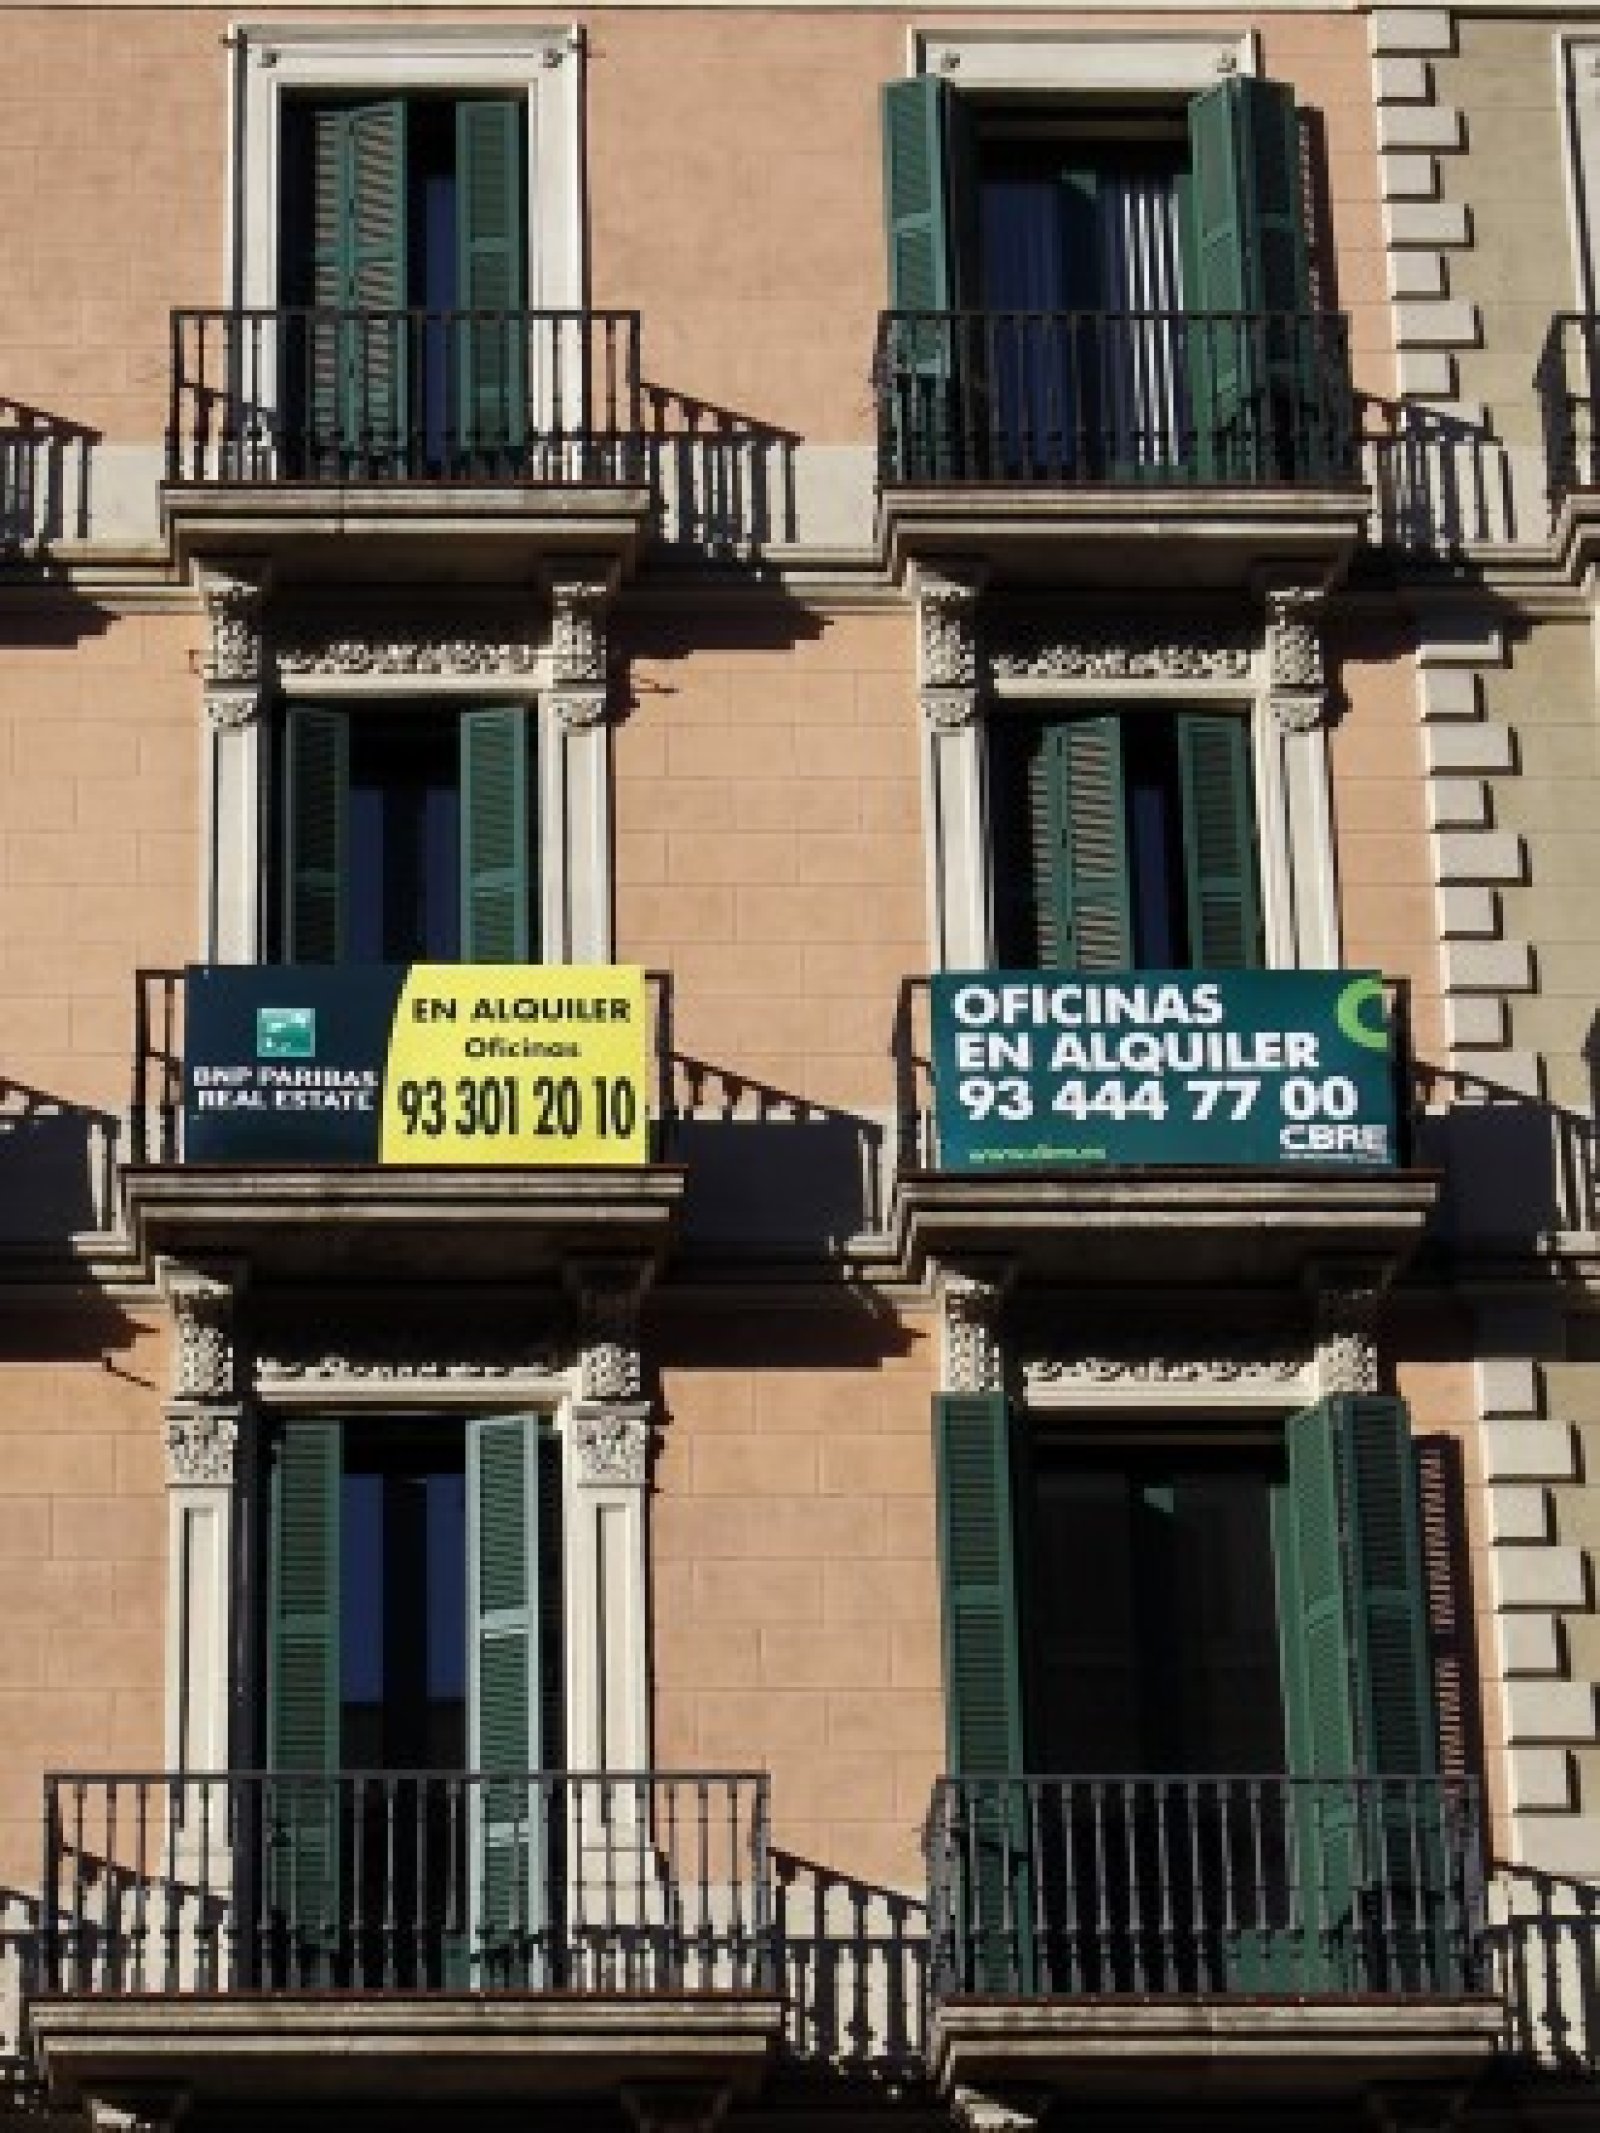 BNP PARIBAS
REAL ESTATE
EN ALQUILER
Oficinas
93 301 20 10
OFICINAS
EN ALQUILER
93 444 77 00
CBRE